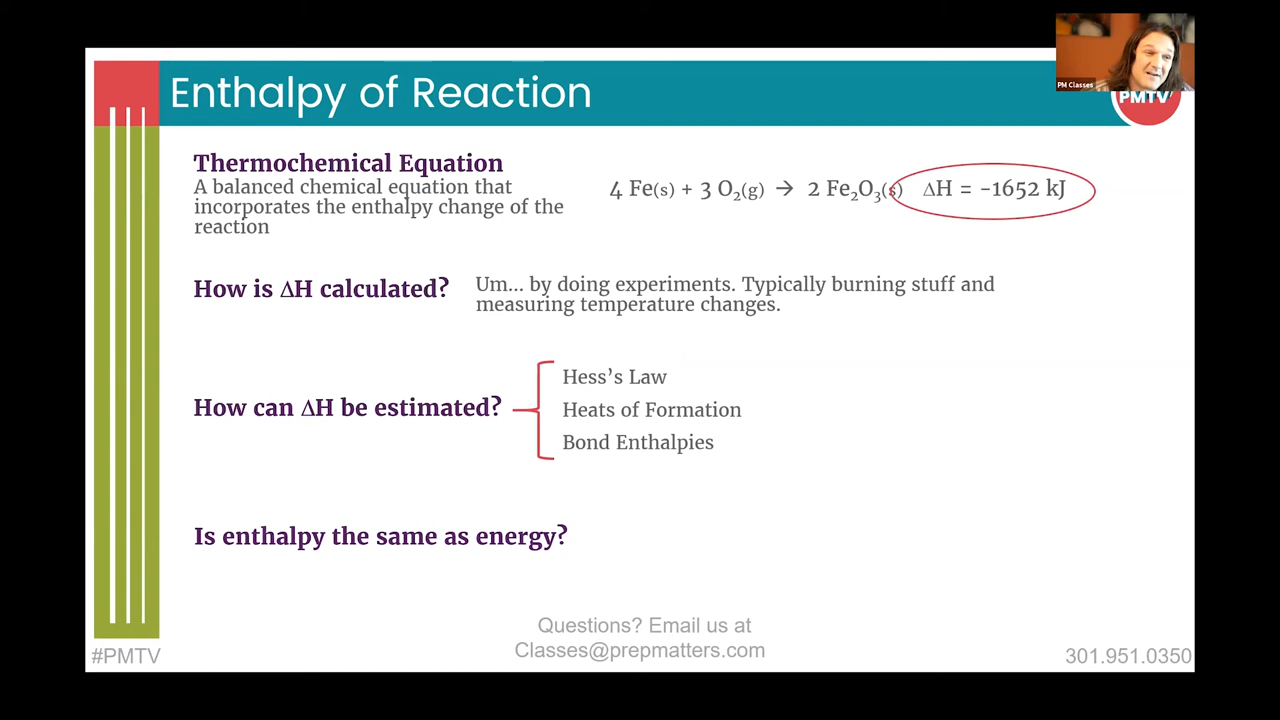 PM Classes
PMTV
Enthalpy of Reaction
Thermochemical Equation
A balanced chemical equation that
incorporates the enthalpy change of the
reaction
4 Fe(s) + 3 O₂(g) → 2 Fe₂O₃(s) ΔH = -1652 kJ
How is ΔH calculated?
Um... by doing experiments. Typically burning stuff and
measuring temperature changes.
How can ΔH be estimated?
Hess’s Law
Heats of Formation
Bond Enthalpies
Is enthalpy the same as energy?
Questions? Email us at
Classes@prepmatters.com
#PMTV
301.951.0350